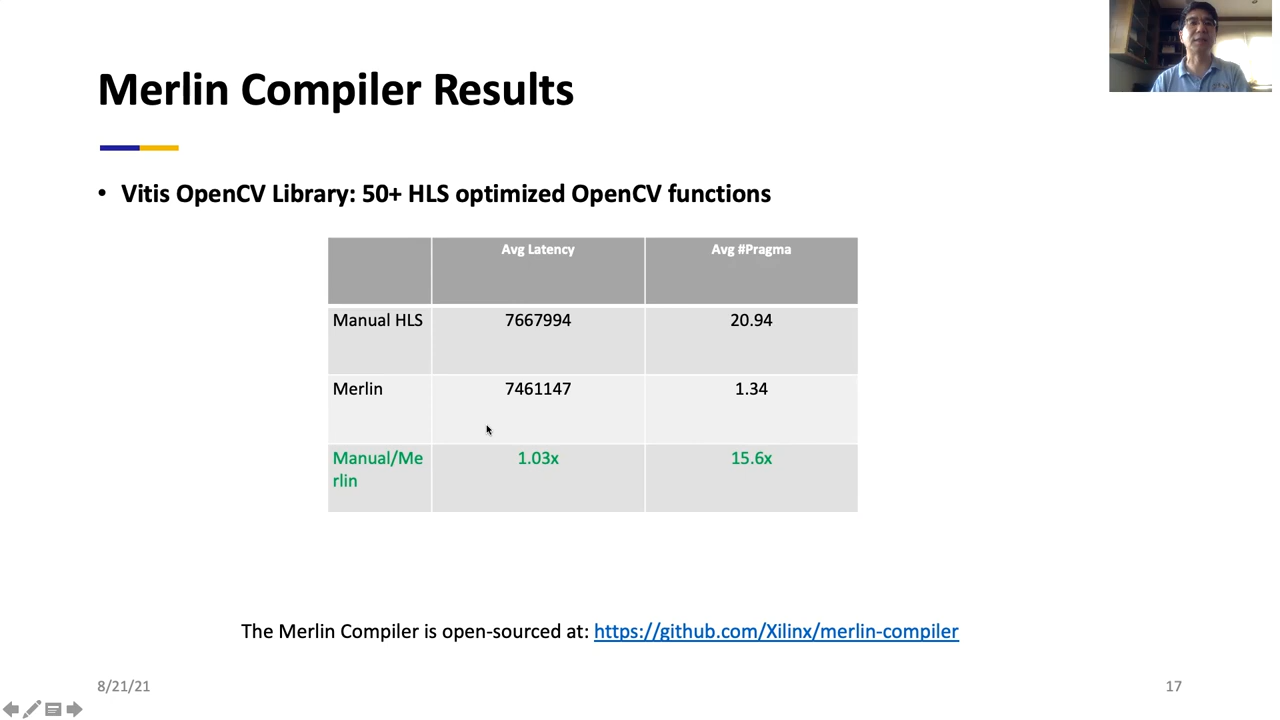 Merlin Compiler Results
• Vitis OpenCV Library: 50+ HLS optimized OpenCV functions
Avg Latency Avg #Pragma
Manual HLS 7667994 20.94
Merlin 7461147 1.34
Manual/Me 1.03x 15.6x
rlin
The Merlin Compiler is open-sourced at: https://github.com/Xilinx/merlin-compiler
8/21/21 17